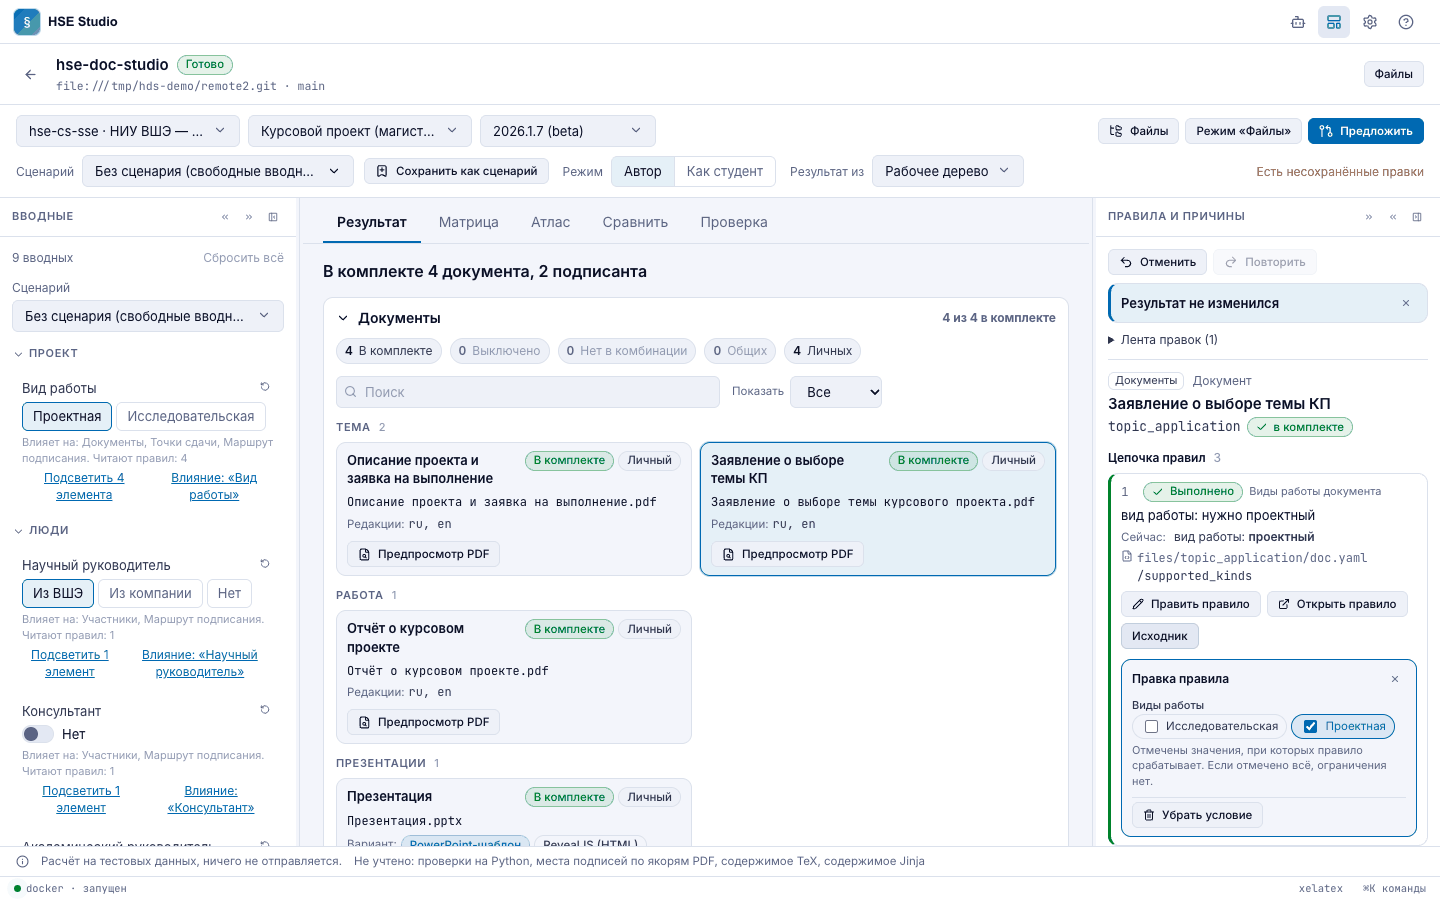 § HSE Studio
hse-doc-studio Готово
file:///tmp/hds-demo/remote2.git · main
Файлы
hse-cs-sse · НИУ ВШЭ — ...
Курсовой проект (магист...
2026.1.7 (beta)
Файлы
Режим «Файлы»
Предложить
Сценарий
Без сценария (свободные вводн...
Сохранить как сценарий
Режим
Автор
Как студент
Результат из
Рабочее дерево
Есть несохранённые правки
ВВОДНЫЕ
« »
9 вводных
Сбросить всё
Сценарий
Без сценария (свободные вводн...
ПРОЕКТ
Вид работы
Проектная
Исследовательская
Влияет на: Документы, Точки сдачи, Маршрут
подписания. Читают правил: 4
Подсветить 4
элемента
Влияние: «Вид
работы»
ЛЮДИ
Научный руководитель
Из ВШЭ
Из компании
Нет
Влияет на: Участники, Маршрут подписания.
Читают правил: 1
Подсветить 1
элемент
Влияние: «Научный
руководитель»
Консультант
Нет
Влияет на: Участники, Маршрут подписания.
Читают правил: 1
Подсветить 1
элемент
Влияние:
«Консультант»
Академический руководитель
Результат
Матрица
Атлас
Сравнить
Проверка
В комплекте 4 документа, 2 подписанта
Документы
4 из 4 в комплекте
4 В комплекте
0 Выключено
0 Нет в комбинации
0 Общих
4 Личных
Поиск
Показать
Все
ТЕМА 2
Описание проекта и
заявка на выполнение
В комплекте
Личный
Описание проекта и заявка на выполнение.pdf
Редакции: ru, en
Предпросмотр PDF
Заявление о выборе
темы КП
В комплекте
Личный
Заявление о выборе темы курсового проекта.pdf
Редакции: ru, en
Предпросмотр PDF
РАБОТА 1
Отчёт о курсовом
проекте
В комплекте
Личный
Отчёт о курсовом проекте.pdf
Редакции: ru, en
Предпросмотр PDF
ПРЕЗЕНТАЦИИ 1
Презентация
В комплекте
Личный
Презентация.pptx
Вариант: PowerPoint-шаблон RevealJS (HTML)
ПРАВИЛА И ПРИЧИНЫ
» «
Отменить
Повторить
Результат не изменился
×
Лента правок (1)
Документы Документ
Заявление о выборе темы КП
topic_application в комплекте
Цепочка правил 3
1 Выполнено Виды работы документа
вид работы: нужно проектный
Сейчас: вид работы: проектный
files/topic_application/doc.yaml
/supported_kinds
Править правило
Открыть правило
Исходник
Правка правила
×
Виды работы
Исследовательская
Проектная
Отмечены значения, при которых правило
срабатывает. Если отмечено всё, ограничения
нет.
Убрать условие
Расчёт на тестовых данных, ничего не отправляется. Не учтено: проверки на Python, места подписей по якорям PDF, содержимое TeX, содержимое Jinja
docker · запущен
xelatex
⌘K команды